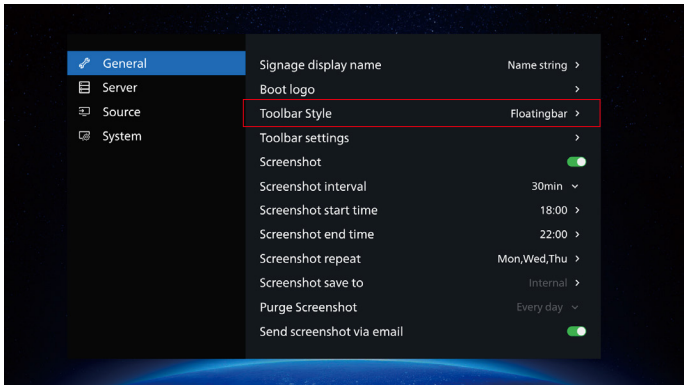 General
Server
Source
System
Signage display name Name string >
Boot logo >
Toolbar Style Floatingbar >
Toolbar settings >
Screenshot
Screenshot interval 30min
Screenshot start time 18:00 >
Screenshot end time 22:00 >
Screenshot repeat Mon,Wed,Thu >
Screenshot save to Internal >
Purge Screenshot Every day
Send screenshot via email